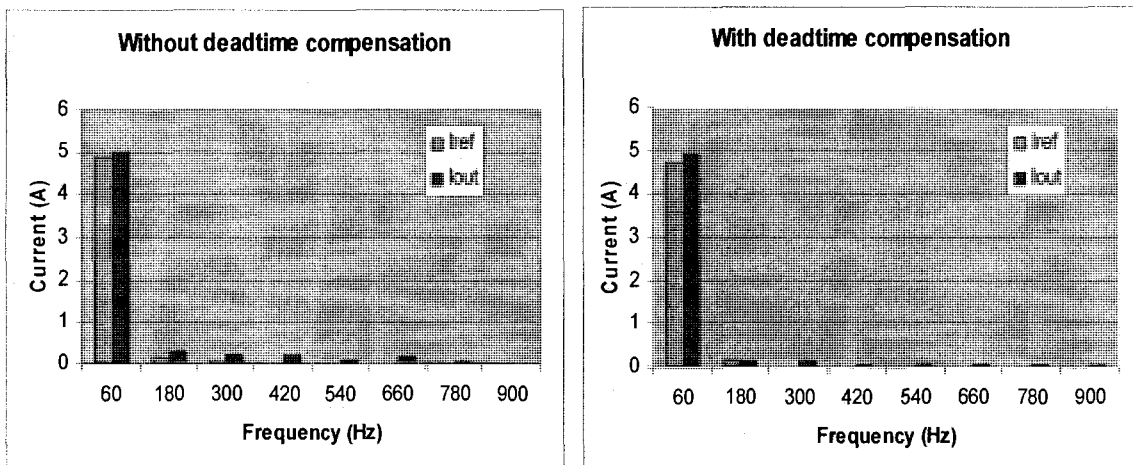 Without deadtime compensation
6
5
4
3
2
1
0
Current (A)
Iref
Iout
60 180 300 420 540 660 780 900
Frequency (Hz)
With deadtime compensation
6
5
4
3
2
1
0
Current (A)
Iref
Iout
60 180 300 420 540 660 780 900
Frequency (Hz)